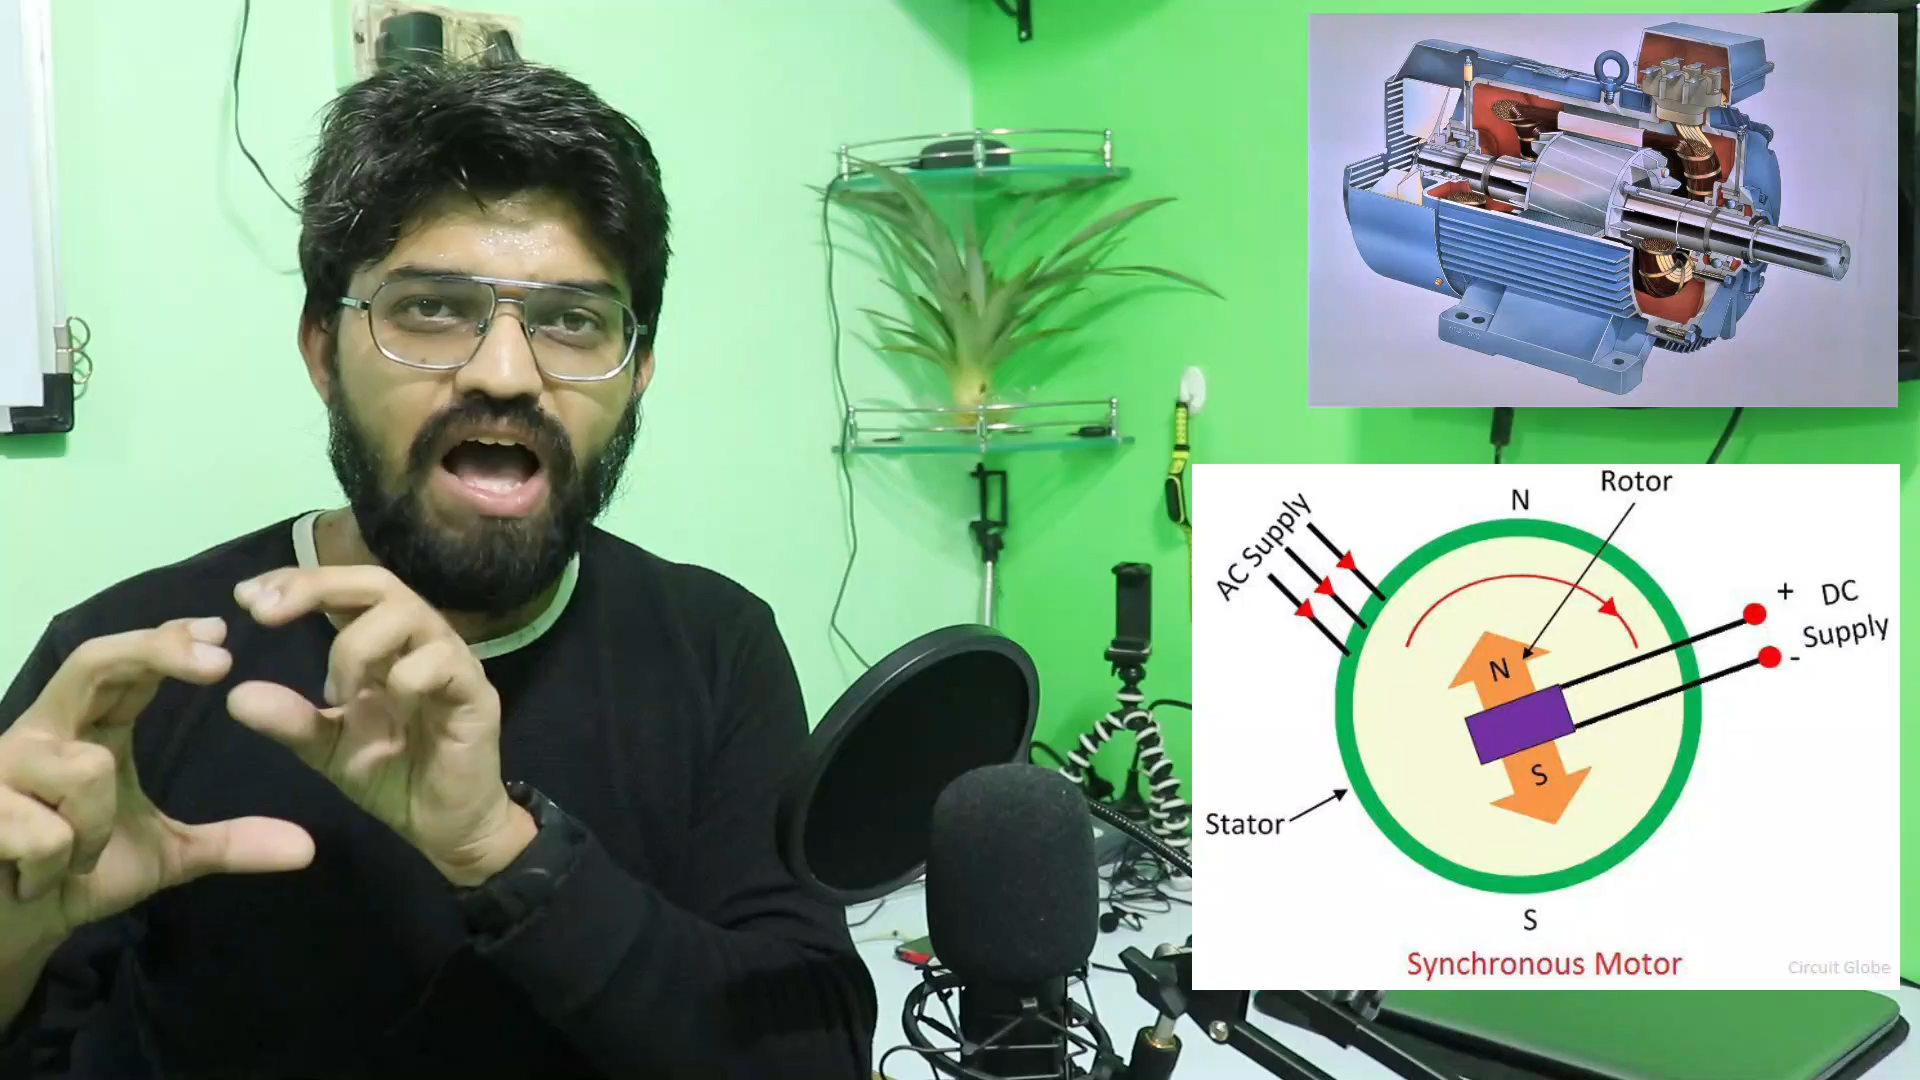 Rotor
N
AC Supply
+
DC
Supply
-
N
S
Stator
S
Synchronous Motor
Circuit Globe